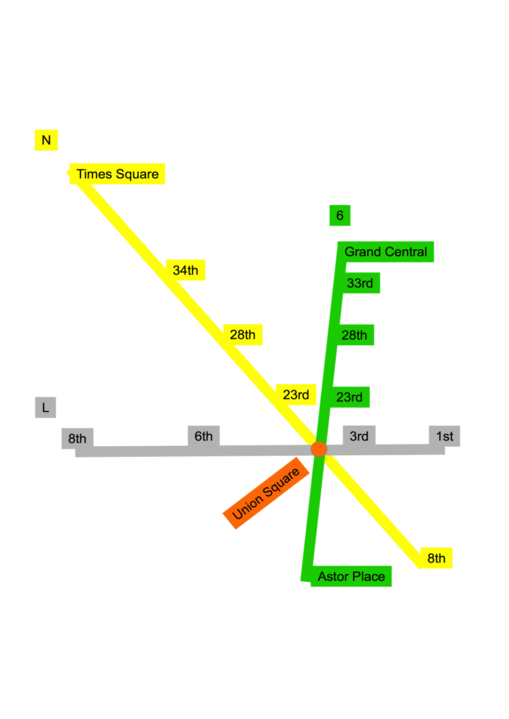 N
Times Square
6
Grand Central
34th
33rd
28th
28th
23rd
23rd
L
8th
6th
3rd
1st
Union Square
8th
Astor Place